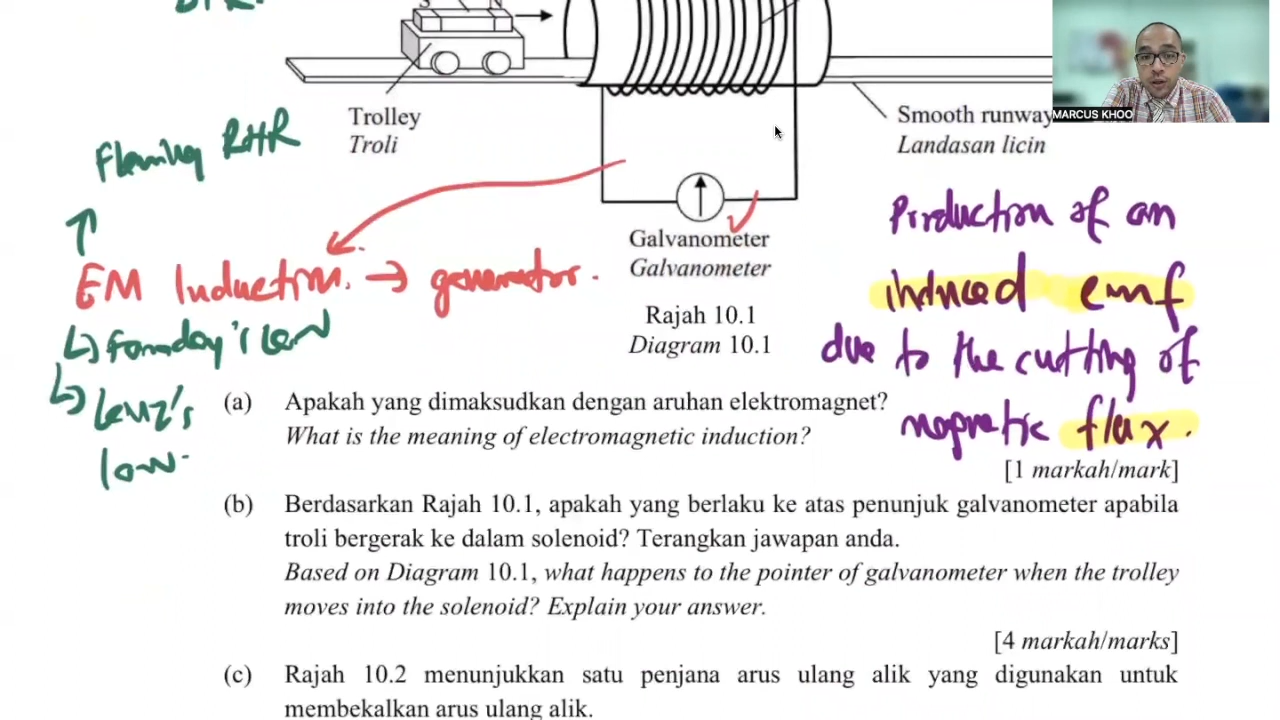 S N
Trolley
Troli
Smooth runway
Landasan licin
MARCUS KHOO
Fleming RHR
Galvanometer
Galvanometer
Production of an
induced emf
due to the cutting of
magnetic flux.
EM Induction. → generator.
↳ Faraday's law
↳ Lenz's
law.
Rajah 10.1
Diagram 10.1
(a) Apakah yang dimaksudkan dengan aruhan elektromagnet?
What is the meaning of electromagnetic induction?
[1 markah/mark]
(b) Berdasarkan Rajah 10.1, apakah yang berlaku ke atas penunjuk galvanometer apabila
troli bergerak ke dalam solenoid? Terangkan jawapan anda.
Based on Diagram 10.1, what happens to the pointer of galvanometer when the trolley
moves into the solenoid? Explain your answer.
[4 markah/marks]
(c) Rajah 10.2 menunjukkan satu penjana arus ulang alik yang digunakan untuk
membekalkan arus ulang alik.